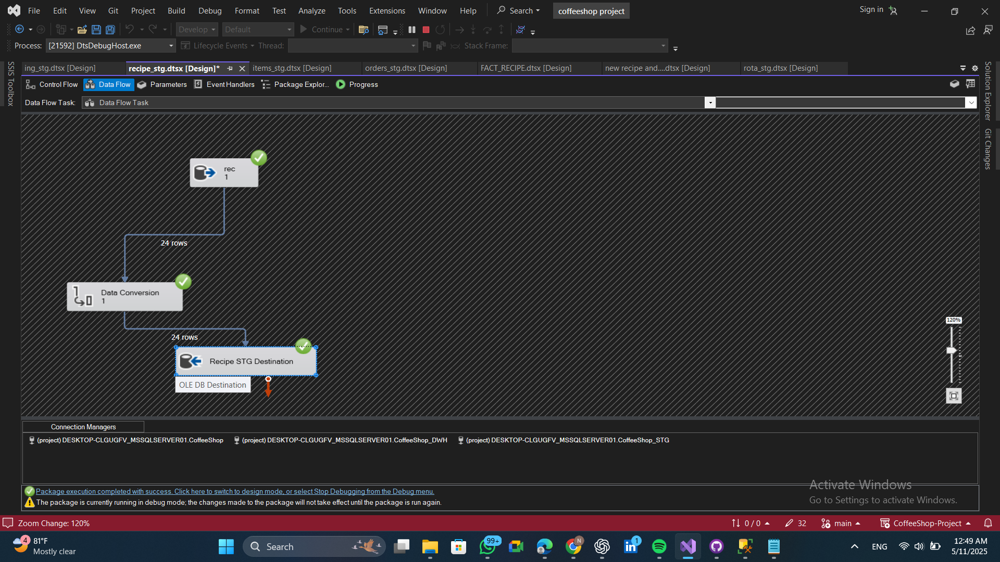 File Edit View Git Project Build Debug Format Test Analyze Tools Extensions Window Help Search coffeeshop project Sign in
Develop Default Continue
Process: [21592] DtsDebugHost.exe Lifecycle Events Thread: Stack Frame:
SSIS Toolbox
ing_stg.dtsx [Design] recipe_stg.dtsx [Design]* items_stg.dtsx [Design] orders_stg.dtsx [Design] FACT_RECIPE.dtsx [Design] new recipe and....dtsx [Design] rota_stg.dtsx [Design]
Solution Explorer
Git Changes
Control Flow Data Flow Parameters Event Handlers Package Explor... Progress
Data Flow Task: Data Flow Task
rec
1
24 rows
Data Conversion
1
24 rows
120%
Recipe STG Destination
OLE DB Destination
Connection Managers
(project) DESKTOP-CLGUGFV_MSSQLSERVER01.CoffeeShop (project) DESKTOP-CLGUGFV_MSSQLSERVER01.CoffeeShop_DWH (project) DESKTOP-CLGUGFV_MSSQLSERVER01.CoffeeShop_STG
Activate Windows
Go to Settings to activate Windows.
Package execution completed with success. Click here to switch to design mode, or select Stop Debugging from the Debug menu.
The package is currently running in debug mode; the changes made to the package will not take effect until the package is run again.
Zoom Change: 120% 0 / 0 32 main CoffeeShop-Project
4 81°F
Mostly clear
Search
99+
N
1
ENG
12:49 AM
5/11/2025